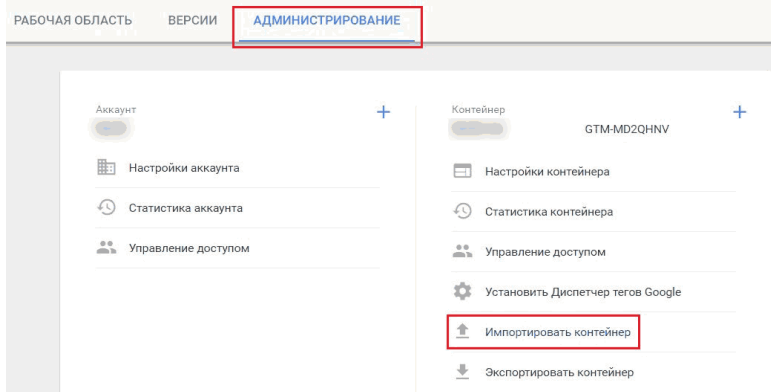 РАБОЧАЯ ОБЛАСТЬ ВЕРСИИ АДМИНИСТРИРОВАНИЕ
Аккаунт
Настройки аккаунта
Статистика аккаунта
Управление доступом
Контейнер
GTM-MD2QHNV
Настройки контейнера
Статистика контейнера
Управление доступом
Установить Диспетчер тегов Google
Импортировать контейнер
Экспортировать контейнер